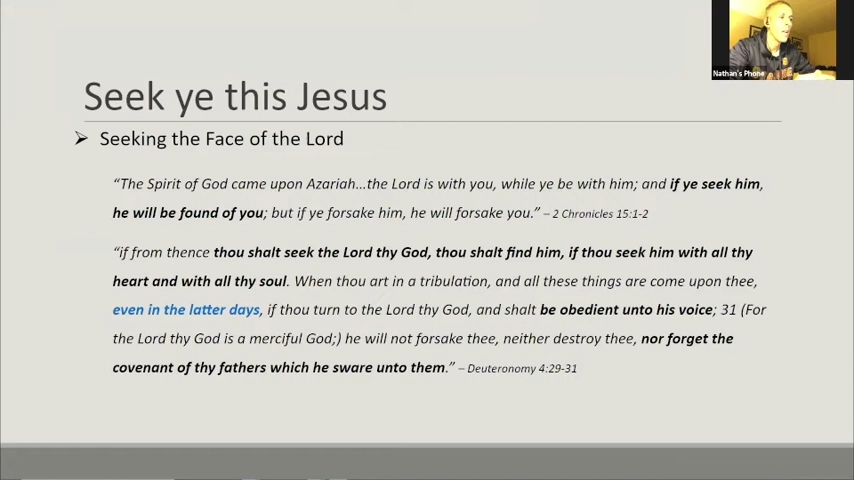 Nathan's Phone
Seek ye this Jesus
➢ Seeking the Face of the Lord
“The Spirit of God came upon Azariah…the Lord is with you, while ye be with him; and if ye seek him,
he will be found of you; but if ye forsake him, he will forsake you.” – 2 Chronicles 15:1-2
“if from thence thou shalt seek the Lord thy God, thou shalt find him, if thou seek him with all thy
heart and with all thy soul. When thou art in a tribulation, and all these things are come upon thee,
even in the latter days, if thou turn to the Lord thy God, and shalt be obedient unto his voice; 31 (For
the Lord thy God is a merciful God;) he will not forsake thee, neither destroy thee, nor forget the
covenant of thy fathers which he sware unto them.” – Deuteronomy 4:29-31